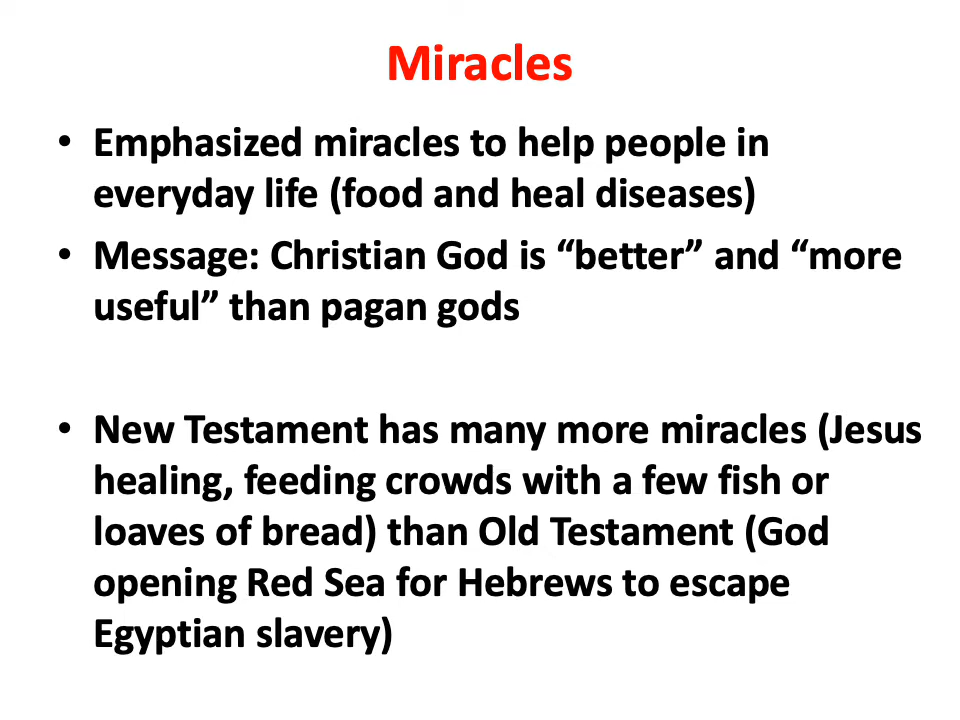 Miracles
• Emphasized miracles to help people in
everyday life (food and heal diseases)
• Message: Christian God is “better” and “more
useful” than pagan gods
• New Testament has many more miracles (Jesus
healing, feeding crowds with a few fish or
loaves of bread) than Old Testament (God
opening Red Sea for Hebrews to escape
Egyptian slavery)